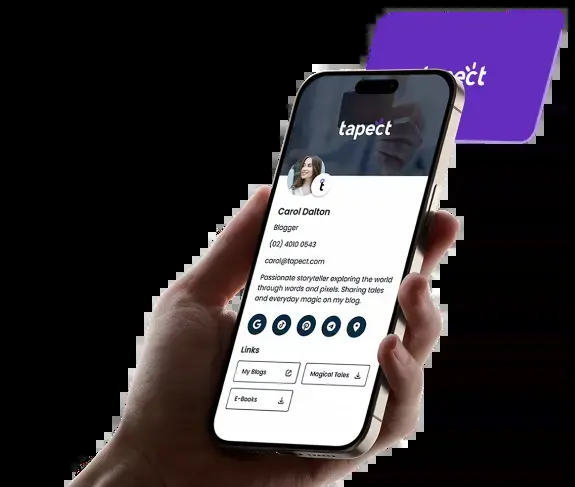 tapect
tapect
Carol Dalton
Blogger
(02) 4010 0543
carol@tapect.com
Passionate storyteller exploring the world
through words and pixels. Sharing tales
and everyday magic on my blog.
Links
My Blogs
Magical Tales
E-Books